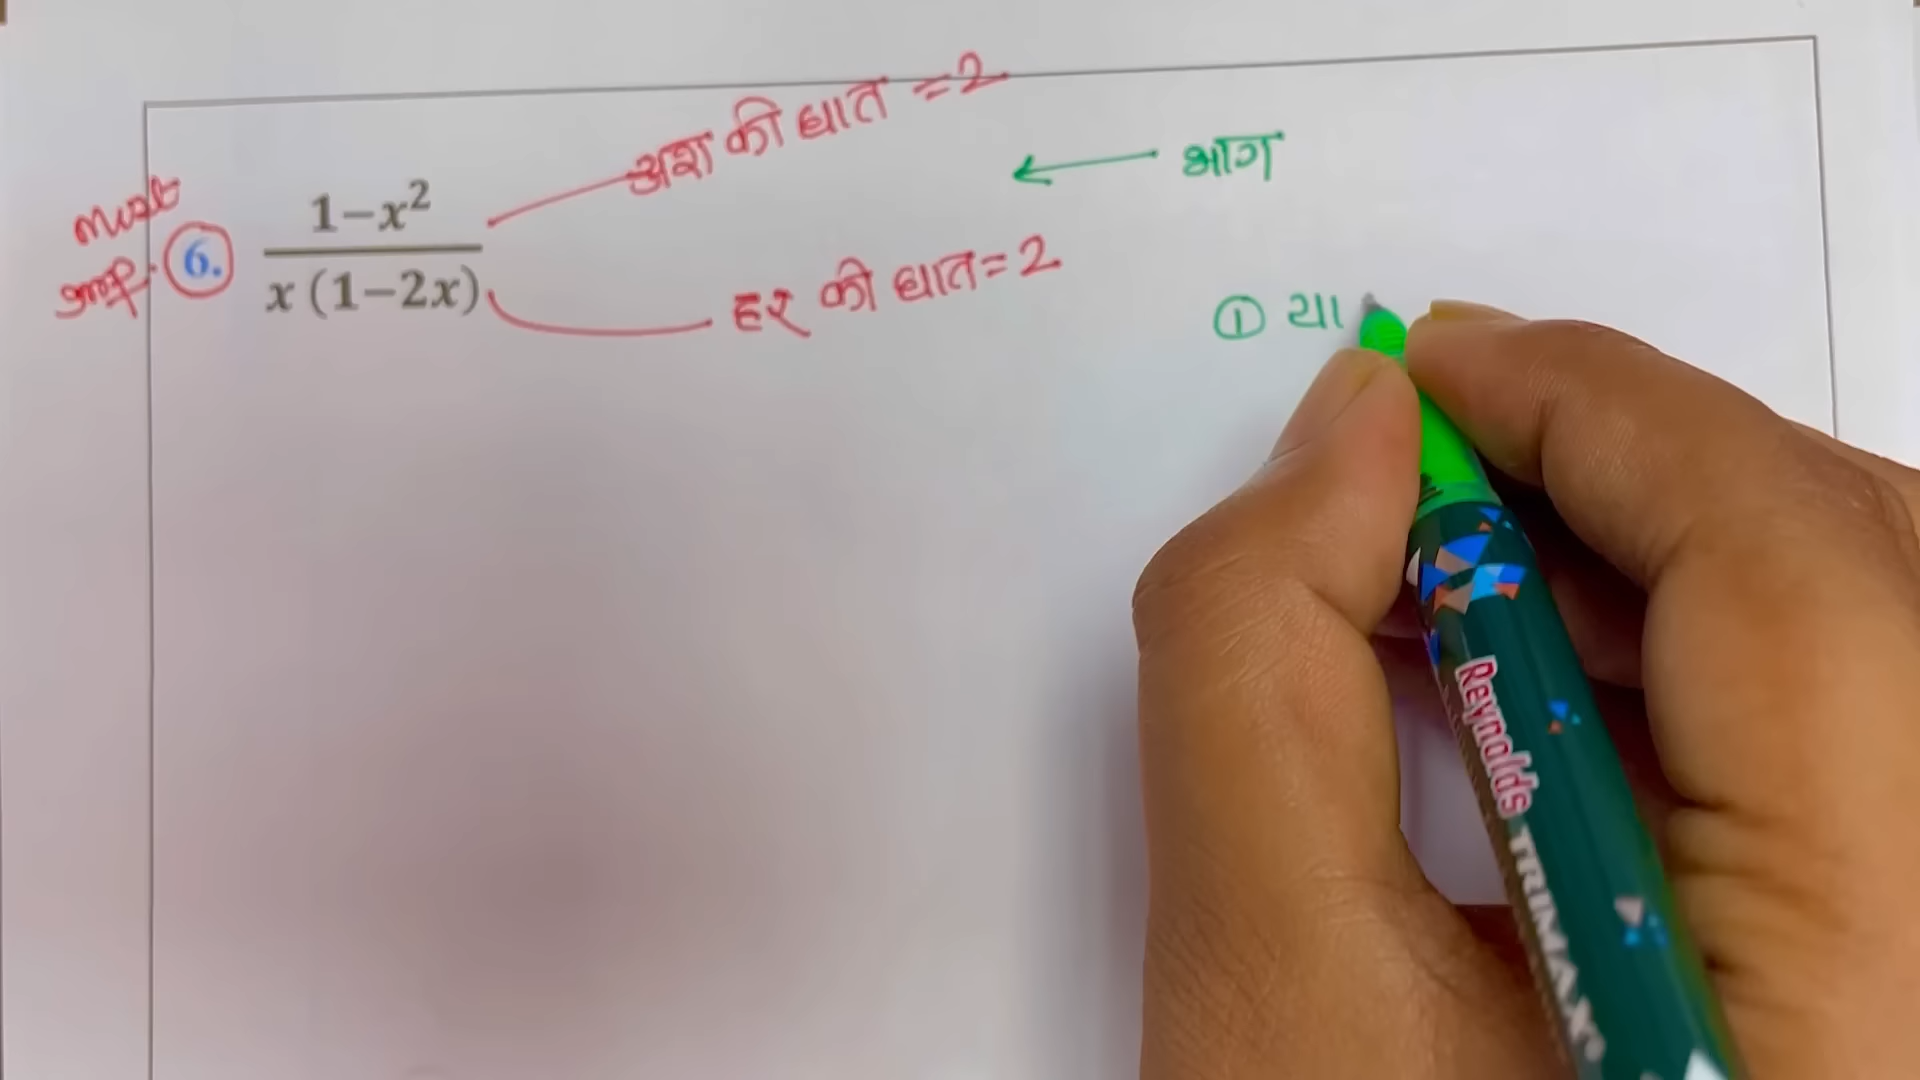 अंश की घात = 2
← भाग
Most
Imp. 6. 1-x² / x (1-2x)
हर की घात = 2
① या
Reynolds TRIMAX